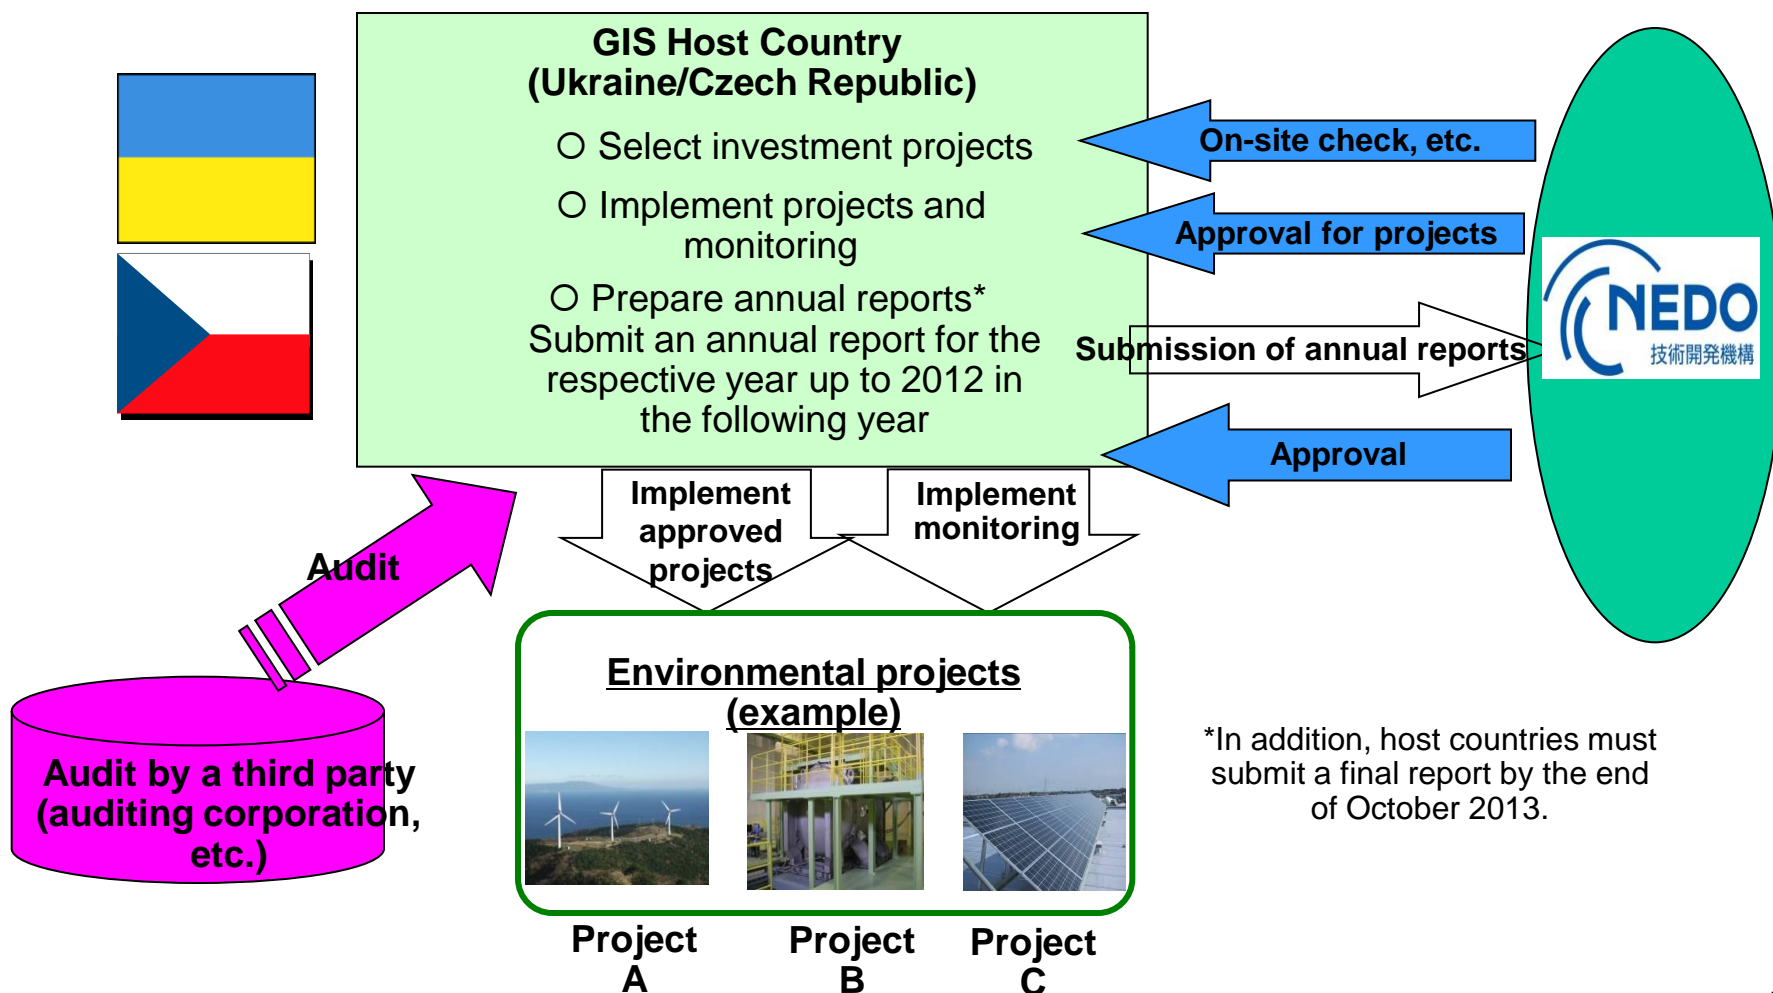 GIS Host Country
(Ukraine/Czech Republic)
○ Select investment projects
○ Implement projects and
monitoring
○ Prepare annual reports*
Submit an annual report for the
respective year up to 2012 in
the following year
On-site check, etc.
Approval for projects
Submission of annual reports
Approval
NEDO
技術開発機構
Implement
approved
projects
Implement
monitoring
Audit
Audit by a third party
(auditing corporation,
etc.)
Environmental projects
(example)
Project
A
Project
B
Project
C
*In addition, host countries must
submit a final report by the end
of October 2013.